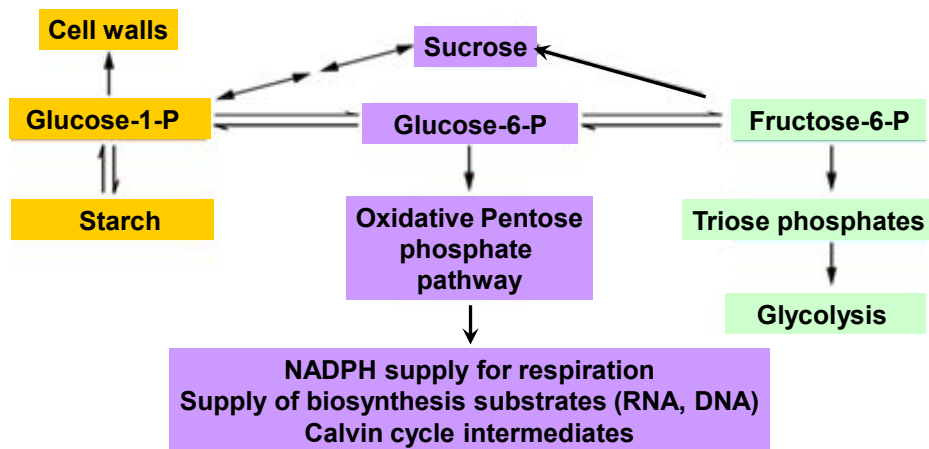 Cell walls
Sucrose
Glucose-1-P
Glucose-6-P
Fructose-6-P
Starch
Oxidative Pentose
phosphate
pathway
Triose phosphates
Glycolysis
NADPH supply for respiration
Supply of biosynthesis substrates (RNA, DNA)
Calvin cycle intermediates